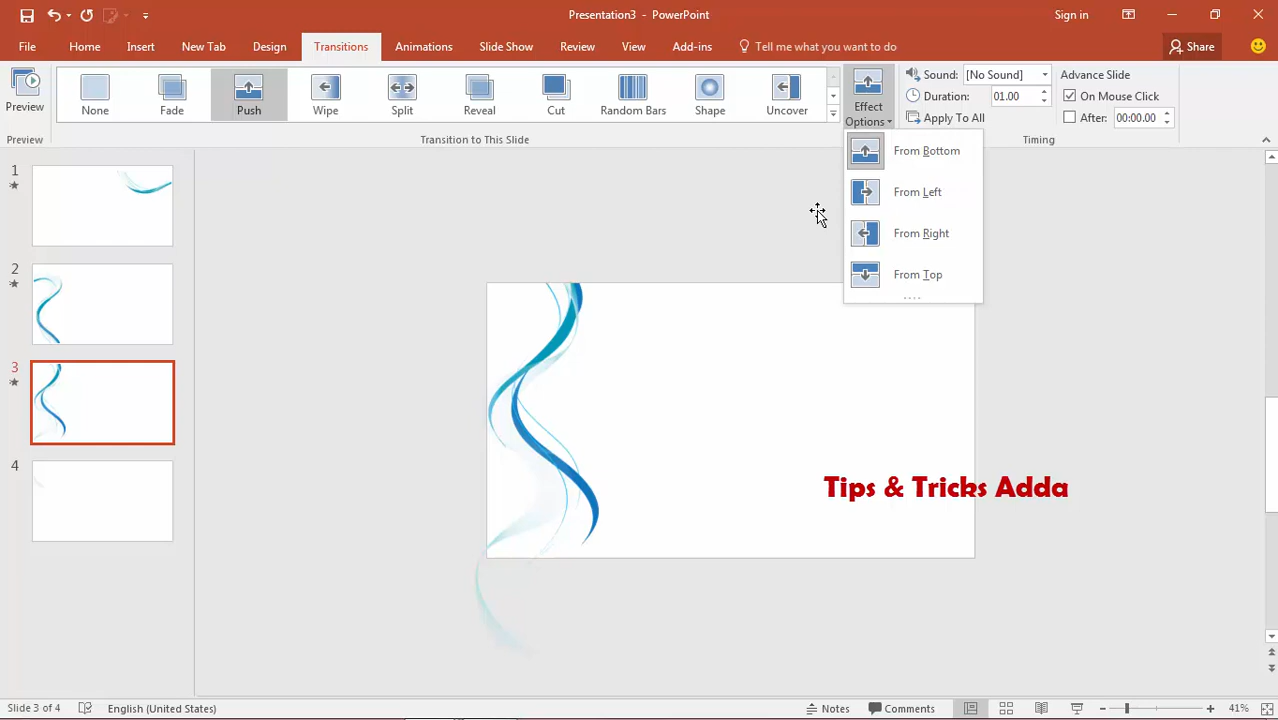 Presentation3 - PowerPoint
Sign in
File
Home
Insert
New Tab
Design
Transitions
Animations
Slide Show
Review
View
Add-ins
Tell me what you want to do
Share
Preview
None
Fade
Push
Wipe
Split
Reveal
Cut
Random Bars
Shape
Uncover
Effect
Options
Sound: [No Sound]
Duration: 01.00
Apply To All
Advance Slide
On Mouse Click
After: 00:00.00
Preview
Transition to This Slide
Timing
From Bottom
From Left
From Right
From Top
1
2
3
4
Tips & Tricks Adda
Slide 3 of 4
English (United States)
Notes
Comments
41%